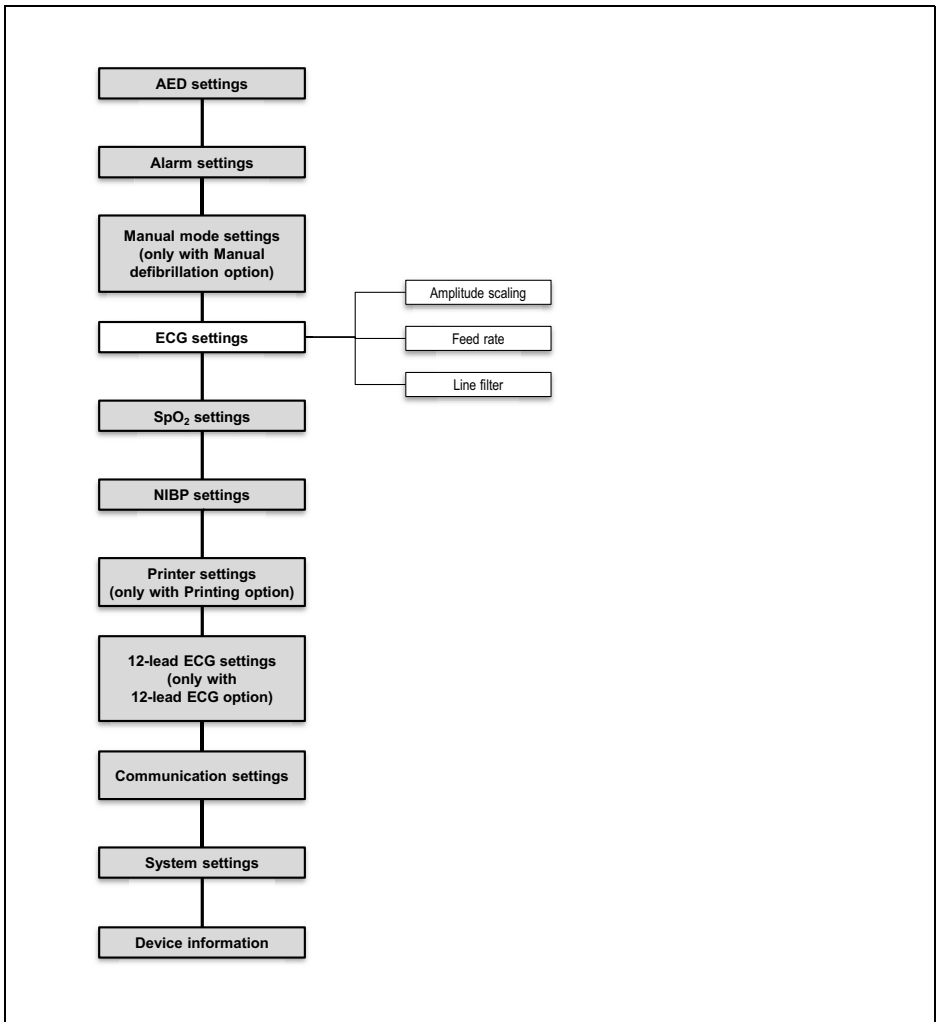 AED settings
Alarm settings
Manual mode settings
(only with Manual
defibrillation option)
Amplitude scaling
ECG settings
Feed rate
Line filter
SpO₂ settings
NIBP settings
Printer settings
(only with Printing option)
12-lead ECG settings
(only with
12-lead ECG option)
Communication settings
System settings
Device information